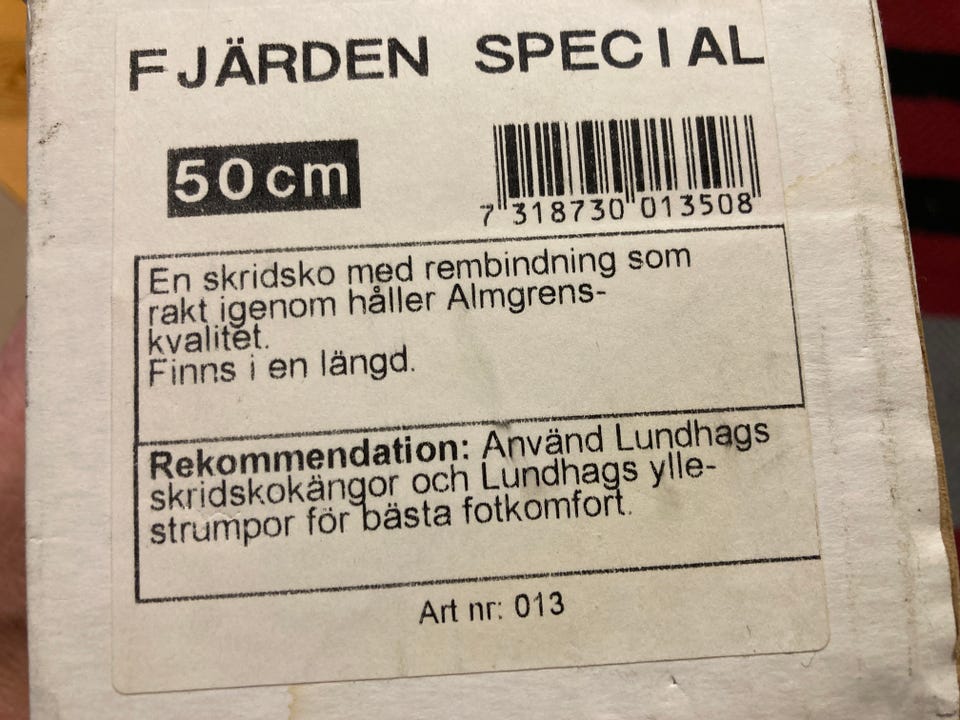 FJÄRDEN SPECIAL
50cm
7 318730 013508
En skridsko med rembindning som
rakt igenom håller Almgrens-
kvalitet.
Finns i en längd.
Rekommendation: Använd Lundhags
skridskokängor och Lundhags ylle-
strumpor för bästa fotkomfort.
Art nr: 013